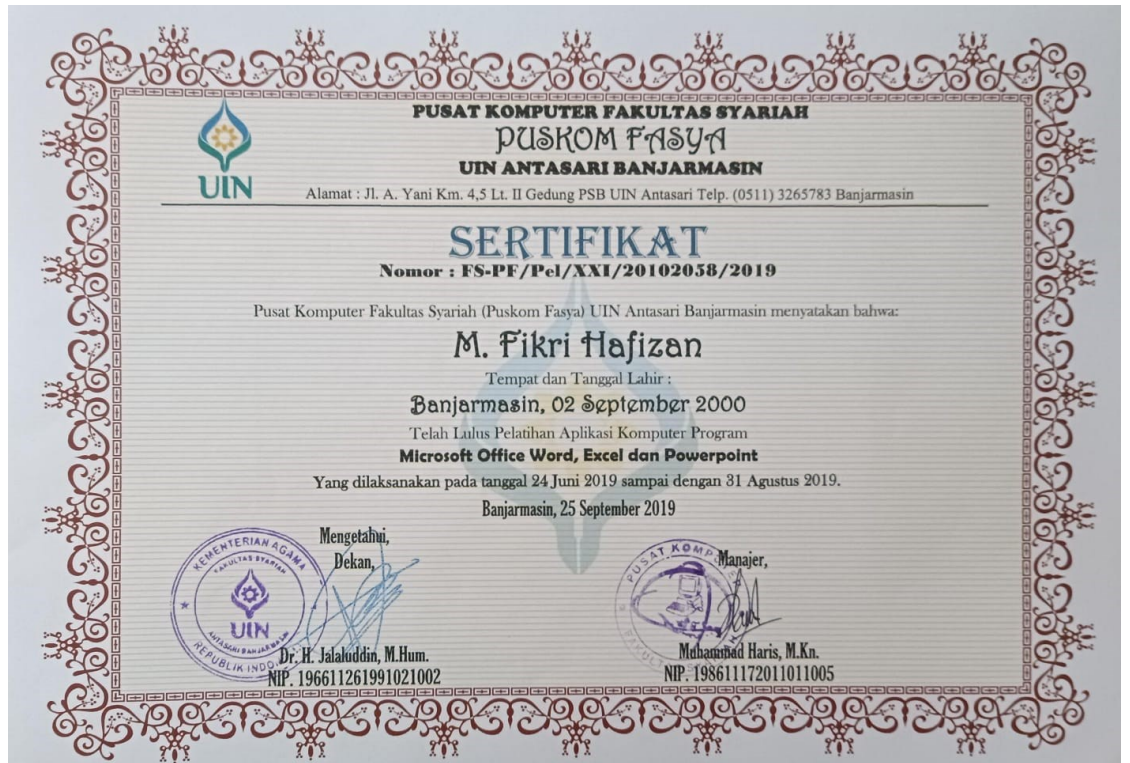 PUSAT KOMPUTER FAKULTAS SYARIAH
PUSKOM FASYA
UIN ANTASARI BANJARMASIN
UIN
Alamat : Jl. A. Yani Km. 4,5 Lt. II Gedung PSB UIN Antasari Telp. (0511) 3265783 Banjarmasin
SERTIFIKAT
Nomor : FS-PF/Pel/XXI/20102058/2019
Pusat Komputer Fakultas Syariah (Puskom Fasya) UIN Antasari Banjarmasin menyatakan bahwa:
M. Fikri Hafizan
Tempat dan Tanggal Lahir :
Banjarmasin, 02 September 2000
Telah Lulus Pelatihan Aplikasi Komputer Program
Microsoft Office Word, Excel dan Powerpoint
Yang dilaksanakan pada tanggal 24 Juni 2019 sampai dengan 31 Agustus 2019.
Banjarmasin, 25 September 2019
Mengetahui,
Dekan,
KEMENTERIAN AGAMA
FAKULTAS SYARIAH
UIN
ANTASARI BANJARMASIN
REPUBLIK INDO
Dr. H. Jalaluddin, M.Hum.
NIP. 196611261991021002
Manajer,
PUSAT KOMP
Muhammad Haris, M.Kn.
NIP. 198611172011011005